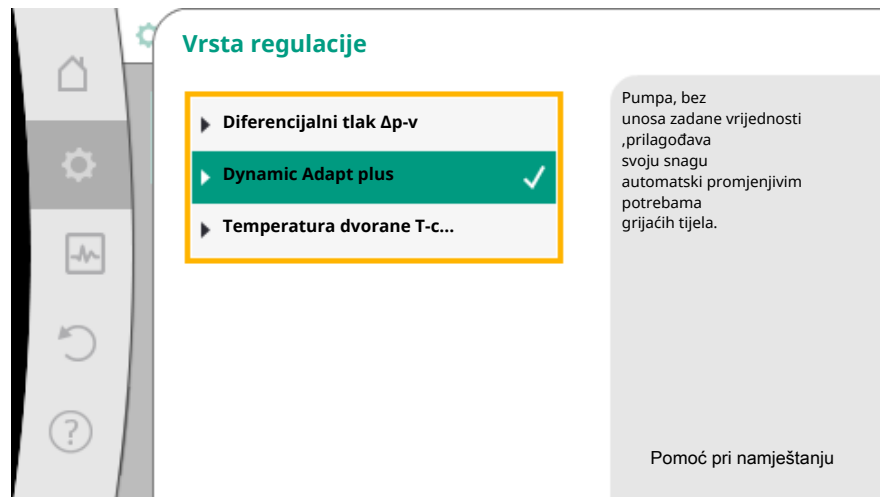 Vrsta regulacije
Diferencijalni tlak Δp-v
Dynamic Adapt plus
Temperatura dvorane T-c...
Pumpa, bez
unosa zadane vrijednosti
,prilagođava
svoju snagu
automatski promjenjivim
potrebama
grijaćih tijela.
Pomoć pri namještanju
?